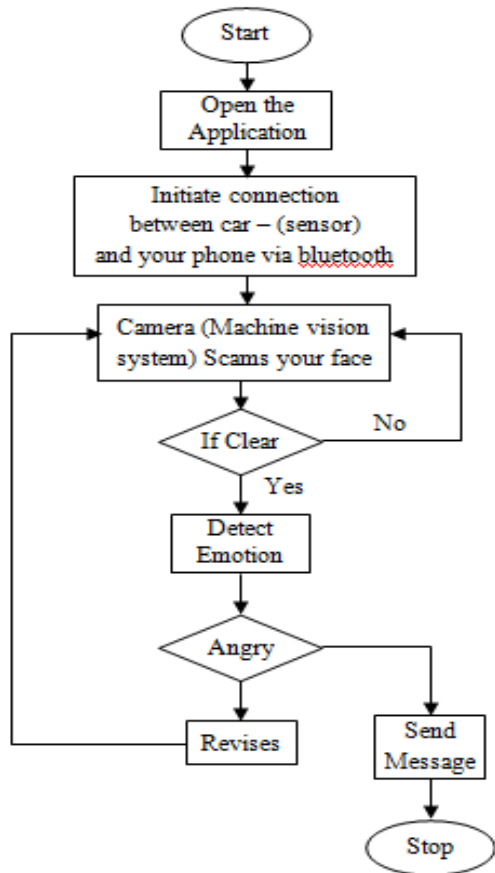 Start
Open the
Application
Initiate connection
between car – (sensor)
and your phone via bluetooth
Camera (Machine vision
system) Scams your face
If Clear
No
Yes
Detect
Emotion
Angry
Revises
Send
Message
Stop